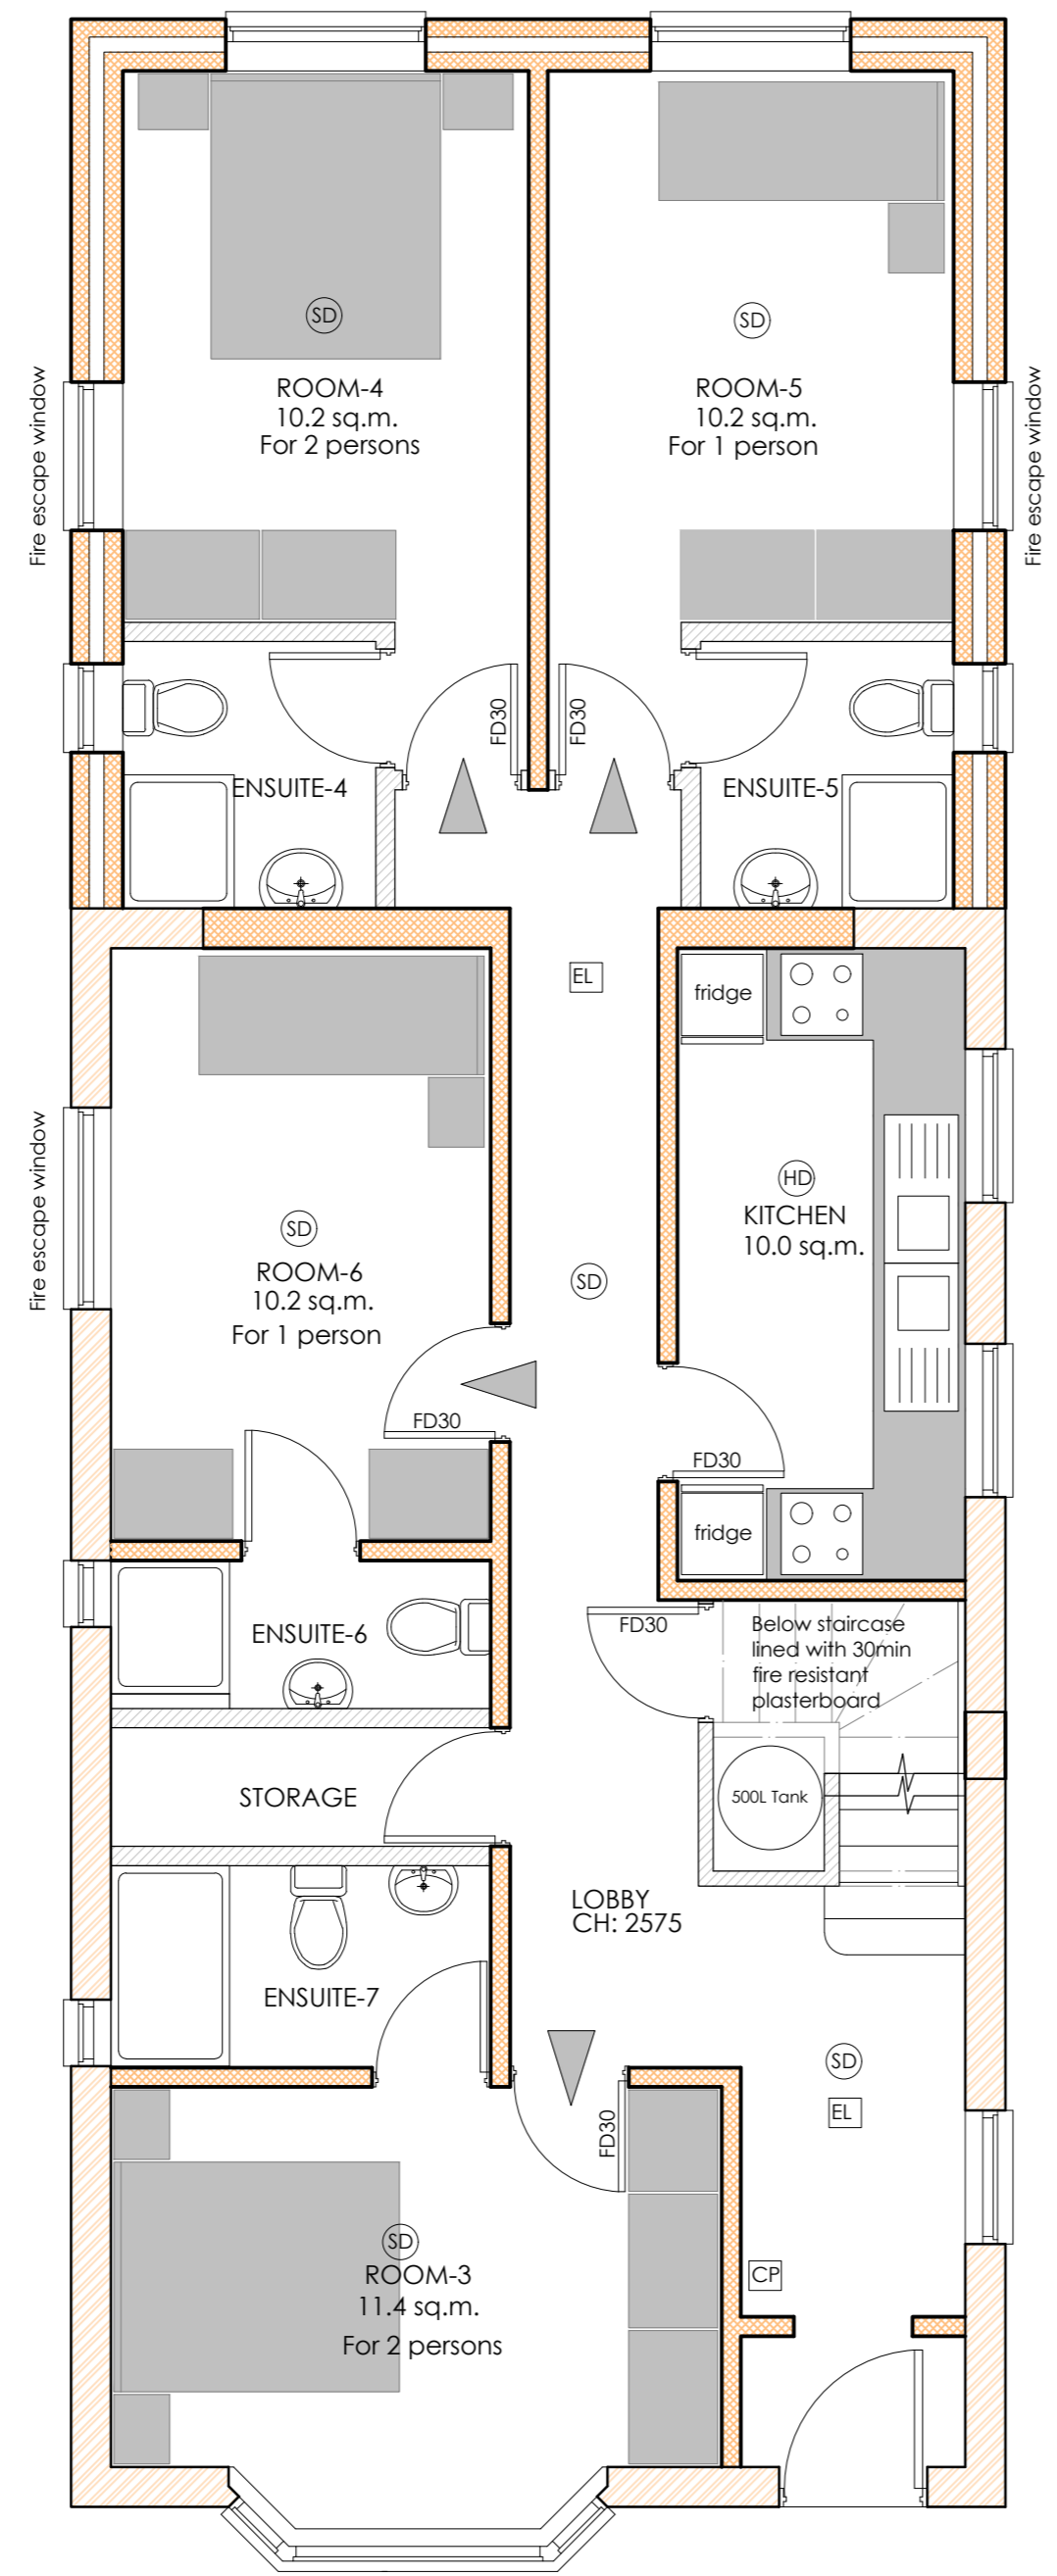 SD
SD
ROOM-4
10.2 sq.m.
For 2 persons
ROOM-5
10.2 sq.m.
For 1 person
Fire escape window
Fire escape window
FD30
FD30
ENSUITE-4
ENSUITE-5
EL
fridge
Fire escape window
HD
KITCHEN
10.0 sq.m.
SD
ROOM-6
10.2 sq.m.
For 1 person
SD
FD30
FD30
fridge
ENSUITE-6
FD30
Below staircase
lined with 30min
fire resistant
plasterboard
STORAGE
500L Tank
LOBBY
CH: 2575
ENSUITE-7
SD
EL
FD30
SD
ROOM-3
11.4 sq.m.
For 2 persons
CP